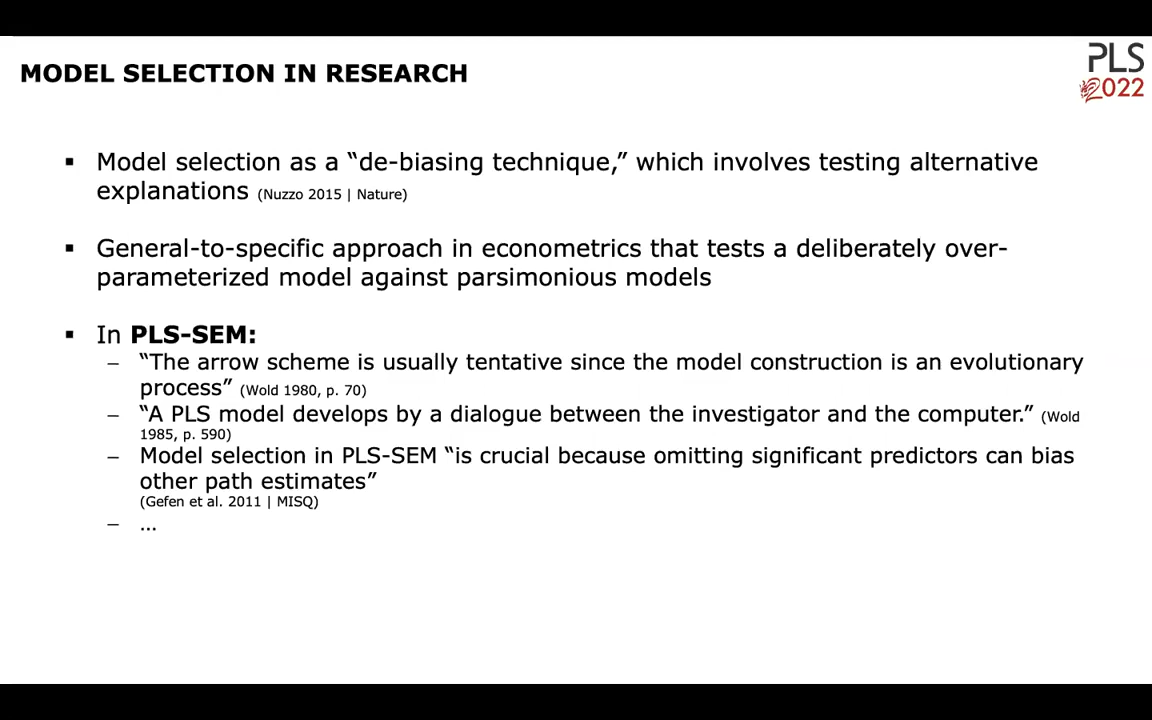 MODEL SELECTION IN RESEARCH
PLS
2022
▪ Model selection as a “de-biasing technique,” which involves testing alternative
explanations (Nuzzo 2015 | Nature)
▪ General-to-specific approach in econometrics that tests a deliberately over-
parameterized model against parsimonious models
▪ In PLS-SEM:
– “The arrow scheme is usually tentative since the model construction is an evolutionary
process” (Wold 1980, p. 70)
– “A PLS model develops by a dialogue between the investigator and the computer.” (Wold
1985, p. 590)
– Model selection in PLS-SEM “is crucial because omitting significant predictors can bias
other path estimates”
(Gefen et al. 2011 | MISQ)
– …